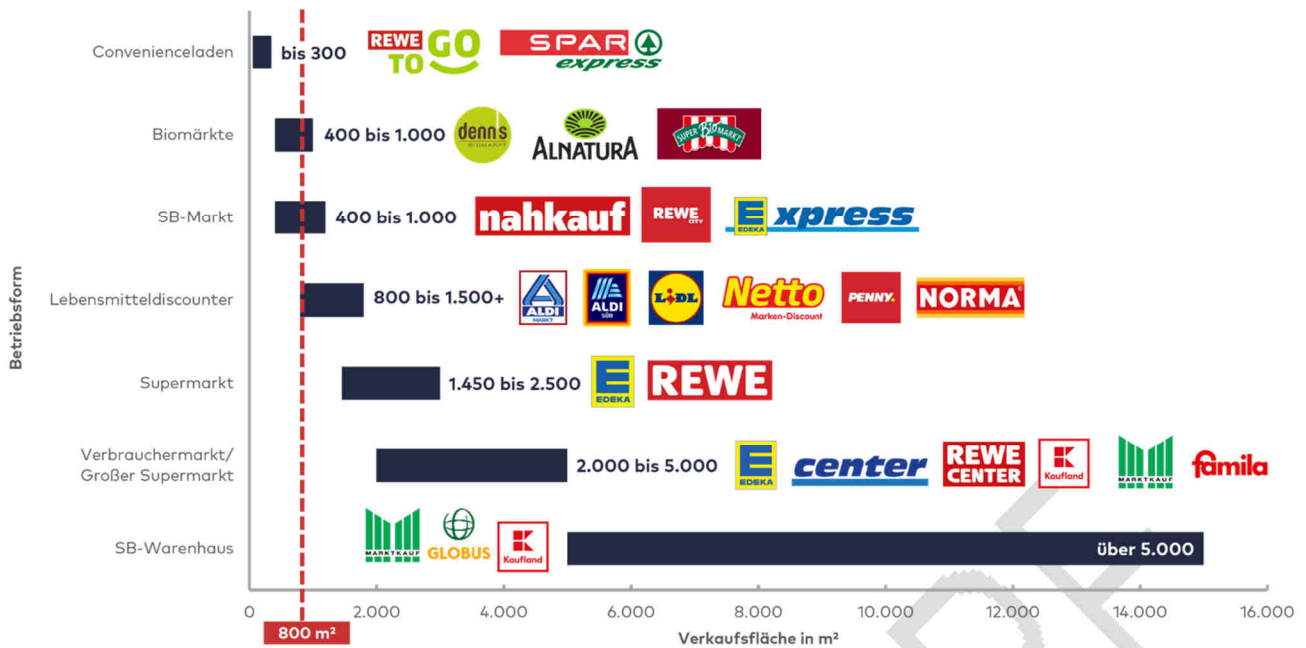 Betriebsform
Convenienceladen
bis 300
REWE
TO GO
SPAR
express
Biomärkte
400 bis 1.000
denn's
BIOMARKT
ALNATURA
SUPER BIO MARKT
SB-Markt
400 bis 1.000
nahkauf
REWE
CITY
E
EDEKA
xpress
Lebensmitteldiscounter
800 bis 1.500+
ALDI
MARKT
ALDI
SÜD
LIDL
Netto
Marken-Discount
PENNY.
NORMA®
Supermarkt
1.450 bis 2.500
E
EDEKA
REWE
Verbrauchermarkt/
Großer Supermarkt
2.000 bis 5.000
E
EDEKA
center
REWE
CENTER
K
Kaufland
MARKTKAUF
famila
SB-Warenhaus
MARKTKAUF
GLOBUS
K
Kaufland
über 5.000
0 2.000 4.000 6.000 8.000 10.000 12.000 14.000 16.000
800 m²
Verkaufsfläche in m²